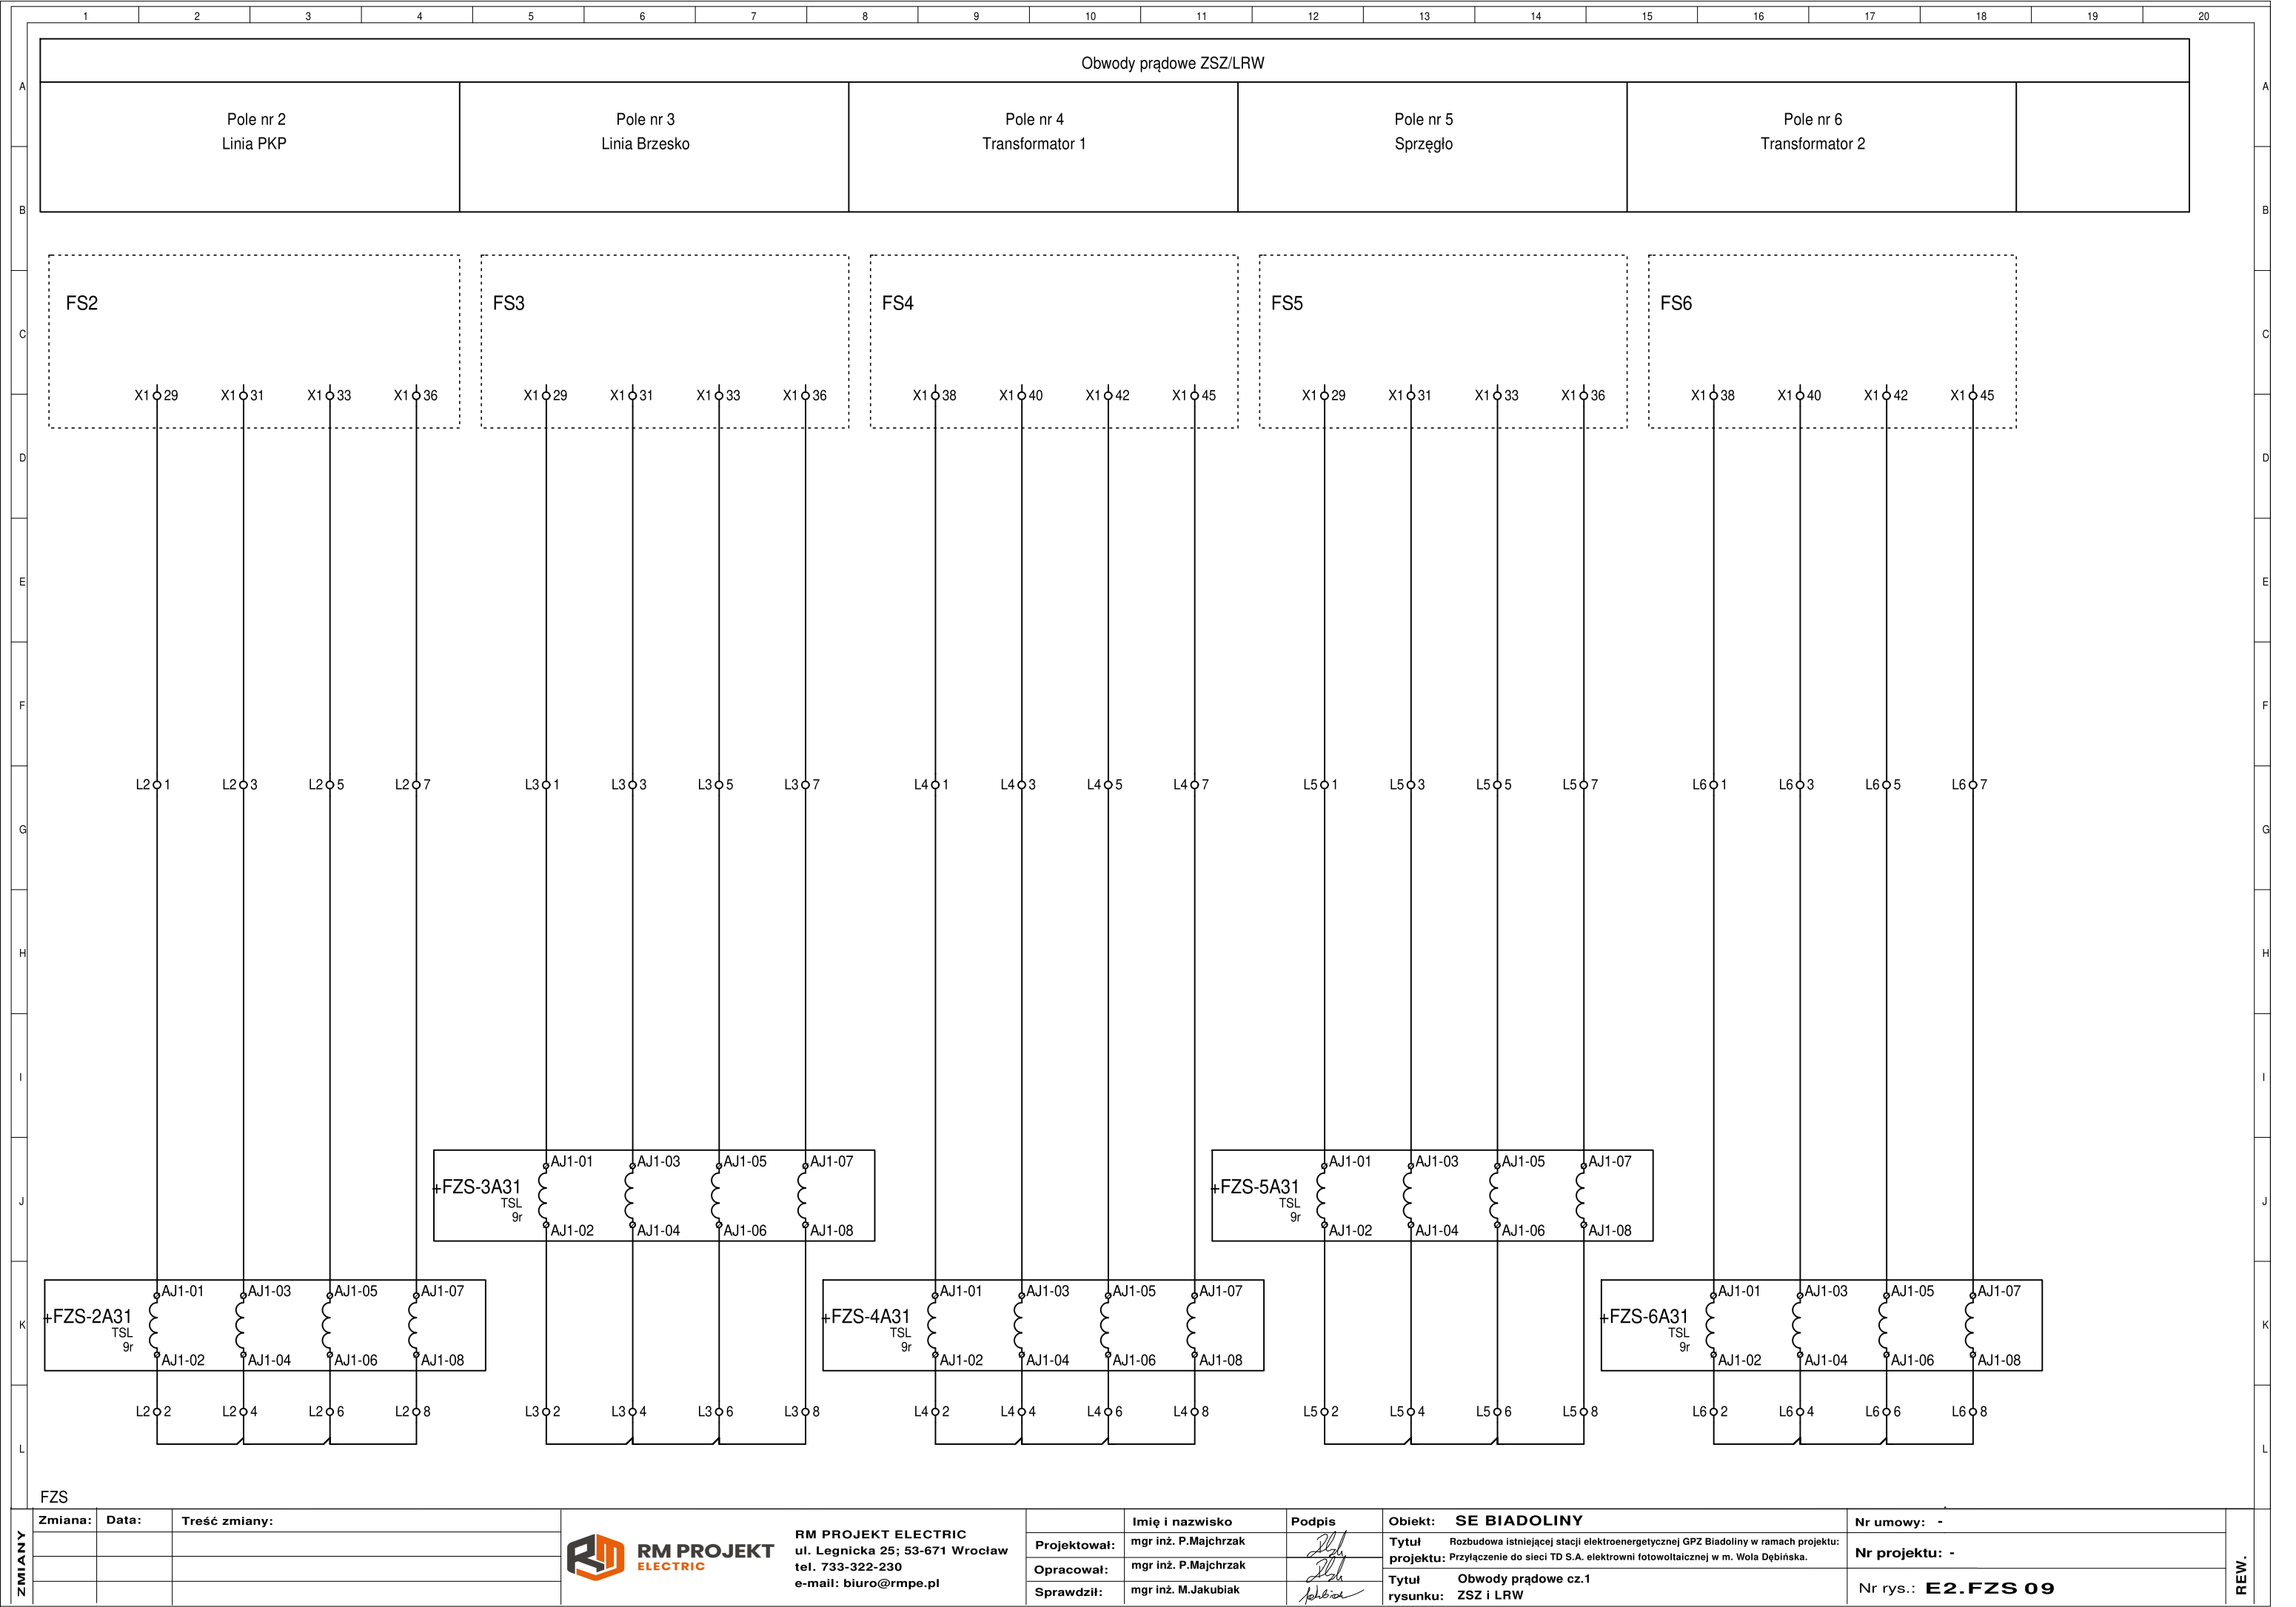 1 2 3 4 5 6 7 8 9 10 11 12 13 14 15 16 17 18 19 20
Obwody prądowe ZSZ/LRW
A A
Pole nr 2 Pole nr 3 Pole nr 4 Pole nr 5 Pole nr 6
Linia PKP Linia Brzesko Transformator 1 Sprzęgło Transformator 2
B B
FS2 FS3 FS4 FS5 FS6
C C
X1 29 X1 31 X1 33 X1 36 X1 29 X1 31 X1 33 X1 36 X1 38 X1 40 X1 42 X1 45 X1 29 X1 31 X1 33 X1 36 X1 38 X1 40 X1 42 X1 45
D D
E E
F F
L2 1 L2 3 L2 5 L2 7 L3 1 L3 3 L3 5 L3 7 L4 1 L4 3 L4 5 L4 7 L5 1 L5 3 L5 5 L5 7 L6 1 L6 3 L6 5 L6 7
G G
H H
I I
AJ1-01 AJ1-03 AJ1-05 AJ1-07 AJ1-01 AJ1-03 AJ1-05 AJ1-07
+FZS-3A31 +FZS-5A31
J J
TSL TSL
9r 9r
AJ1-02 AJ1-04 AJ1-06 AJ1-08 AJ1-02 AJ1-04 AJ1-06 AJ1-08
AJ1-01 AJ1-03 AJ1-05 AJ1-07 AJ1-01 AJ1-03 AJ1-05 AJ1-07 AJ1-01 AJ1-03 AJ1-05 AJ1-07
+FZS-2A31 +FZS-4A31 +FZS-6A31
K K
TSL TSL TSL
9r 9r 9r
AJ1-02 AJ1-04 AJ1-06 AJ1-08 AJ1-02 AJ1-04 AJ1-06 AJ1-08 AJ1-02 AJ1-04 AJ1-06 AJ1-08
L2 2 L2 4 L2 6 L2 8 L3 2 L3 4 L3 6 L3 8 L4 2 L4 4 L4 6 L4 8 L5 2 L5 4 L5 6 L5 8 L6 2 L6 4 L6 6 L6 8
L L
FZS
ZMIANY
Zmiana: Data: Treść zmiany:
RM PROJEKT
ELECTRIC
RM PROJEKT ELECTRIC
ul. Legnicka 25; 53-671 Wrocław
tel. 733-322-230
e-mail: biuro@rmpe.pl
Imię i nazwisko Podpis
Projektował: mgr inż. P.Majchrzak
Opracował: mgr inż. P.Majchrzak
Sprawdził: mgr inż. M.Jakubiak
Obiekt: SE BIADOLINY
Tytuł projektu: Rozbudowa istniejącej stacji elektroenergetycznej GPZ Biadoliny w ramach projektu:
Przyłączenie do sieci TD S.A. elektrowni fotowoltaicznej w m. Wola Dębińska.
Tytuł rysunku: Obwody prądowe cz.1
ZSZ i LRW
Nr umowy: -
Nr projektu: -
Nr rys.: E2.FZS 09
REW.